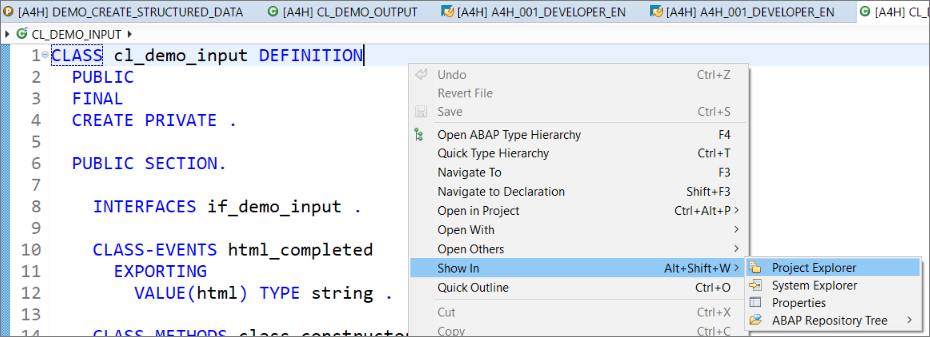 [A4H] DEMO_CREATE_STRUCTURED_DATA [A4H] CL_DEMO_OUTPUT [A4H] A4H_001_DEVELOPER_EN [A4H] A4H_001_DEVELOPER_EN [A4H] CL_DEM
CL_DEMO_INPUT
1 CLASS cl_demo_input DEFINITION
2 PUBLIC
3 FINAL
4 CREATE PRIVATE .
5
6 PUBLIC SECTION.
7
8 INTERFACES if_demo_input .
9
10 CLASS-EVENTS html_completed
11 EXPORTING
12 VALUE(html) TYPE string .
13
14 CLASS-METHODS class_constructor
Undo Ctrl+Z
Revert File
Save Ctrl+S
Open ABAP Type Hierarchy F4
Quick Type Hierarchy Ctrl+T
Navigate To F3
Navigate to Declaration Shift+F3
Open in Project Ctrl+Alt+P
Open With
Open Others
Show In Alt+Shift+W
Quick Outline Ctrl+O
Cut Ctrl+X
Copy Ctrl+C
Project Explorer
System Explorer
Properties
ABAP Repository Tree